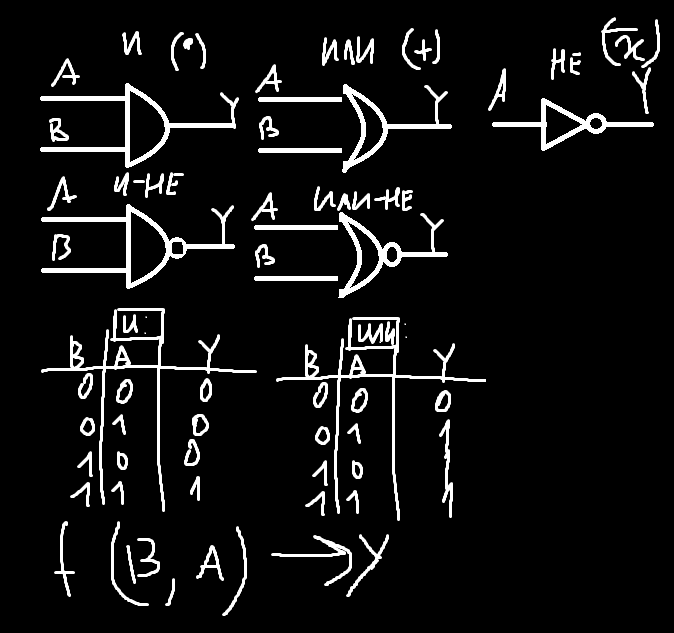 И (•) ИЛИ (+) НЕ (x̅)
A Y A Y A Y
B B
И-НЕ ИЛИ-НЕ
A Y A Y
B B
И: ИЛИ:
B A Y B A Y
0 0 0 0 0 0
0 1 0 0 1 1
1 0 0 1 0 1
1 1 1 1 1 1
f (B, A) → Y